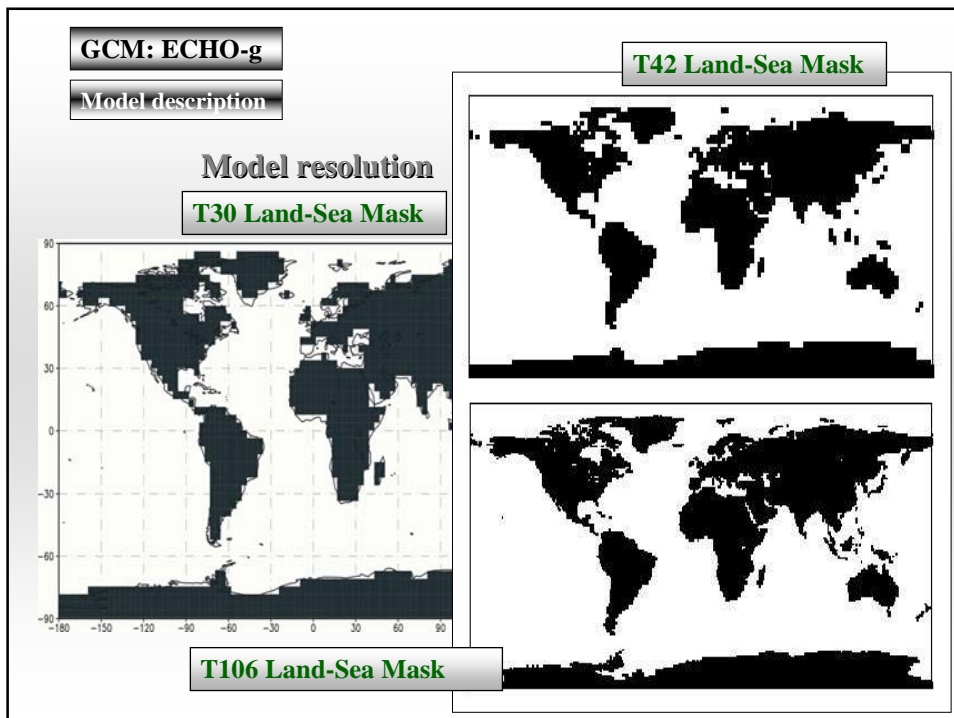 GCM: ECHO-g
Model description
T42 Land-Sea Mask
Model resolution
T30 Land-Sea Mask
90
60
30
0
-30
-60
-90
-180 -150 -120 -90 -60 -30 0 30 60 90
T106 Land-Sea Mask